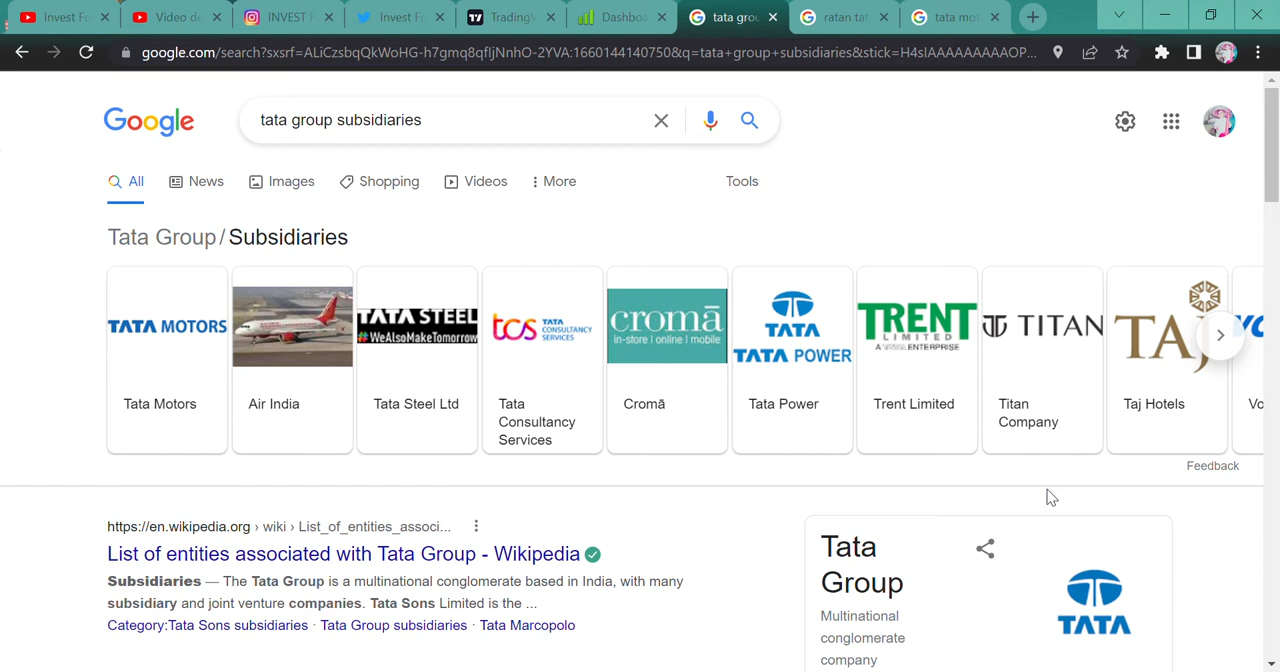 Invest Fo
Video de
INVEST F
Invest Fo
TradingV
Dashboa
tata grou
ratan tat
tata mot
google.com/search?sxsrf=ALiCzsbqQkWoHG-h7gmq8qfIjNnhO-2YVA:1660144140750&q=tata+group+subsidiaries&stick=H4sIAAAAAAAAAOP...
Google
tata group subsidiaries
All News Images Shopping Videos More Tools
Tata Group/Subsidiaries
TATA MOTORS
TATA STEEL
#WeAlsoMakeTomorrow
tcs TATA CONSULTANCY SERVICES
cromā
in-store | online | mobile
TATA
TATA POWER
TRENT
LIMITED
A TATA ENTERPRISE
TITAN
TAJ
Tata Motors
Air India
Tata Steel Ltd
Tata
Consultancy
Services
Cromā
Tata Power
Trent Limited
Titan
Company
Taj Hotels
Vo
Feedback
https://en.wikipedia.org › wiki › List_of_entities_associ...
List of entities associated with Tata Group - Wikipedia
Subsidiaries — The Tata Group is a multinational conglomerate based in India, with many
subsidiary and joint venture companies. Tata Sons Limited is the ...
Category:Tata Sons subsidiaries · Tata Group subsidiaries · Tata Marcopolo
Tata
Group
Multinational
conglomerate
company
TATA